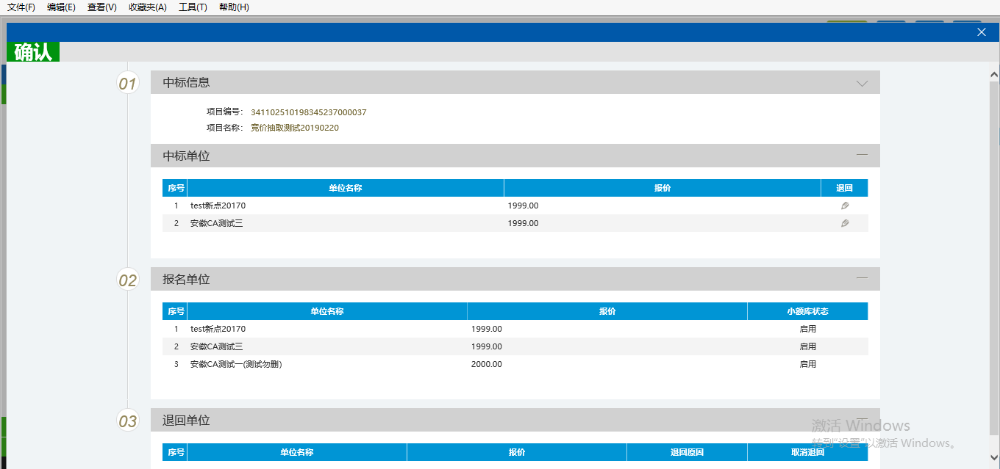 文件(F) 编辑(E) 查看(V) 收藏夹(A) 工具(T) 帮助(H)
确认
01 中标信息
项目编号： 341102510198345237000037
项目名称： 竞价抽取测试20190220
中标单位
序号 单位名称 报价 退回
1 test新点20170 1999.00
2 安徽CA测试三 1999.00
02 报名单位
序号 单位名称 报价 小额库状态
1 test新点20170 1999.00 启用
2 安徽CA测试三 1999.00 启用
3 安徽CA测试一(测试勿删) 2000.00 启用
03 退回单位
激活 Windows
转到"设置"以激活 Windows。
序号 单位名称 报价 退回原因 取消退回